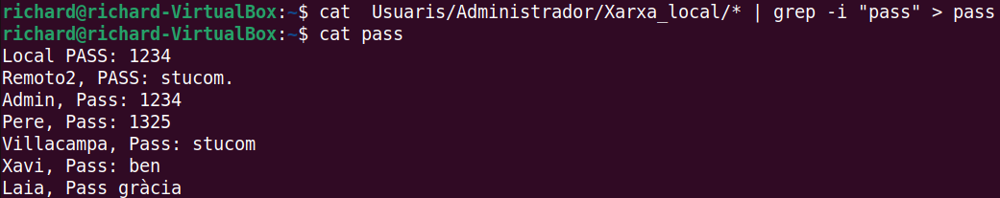 richard@richard-VirtualBox:~$ cat  Usuaris/Administrador/Xarxa_local/* | grep -i "pass" > pass
richard@richard-VirtualBox:~$ cat pass
Local PASS: 1234
Remoto2, PASS: stucom.
Admin, Pass: 1234
Pere, Pass: 1325
Villacampa, Pass: stucom
Xavi, Pass: ben
Laia, Pass gràcia